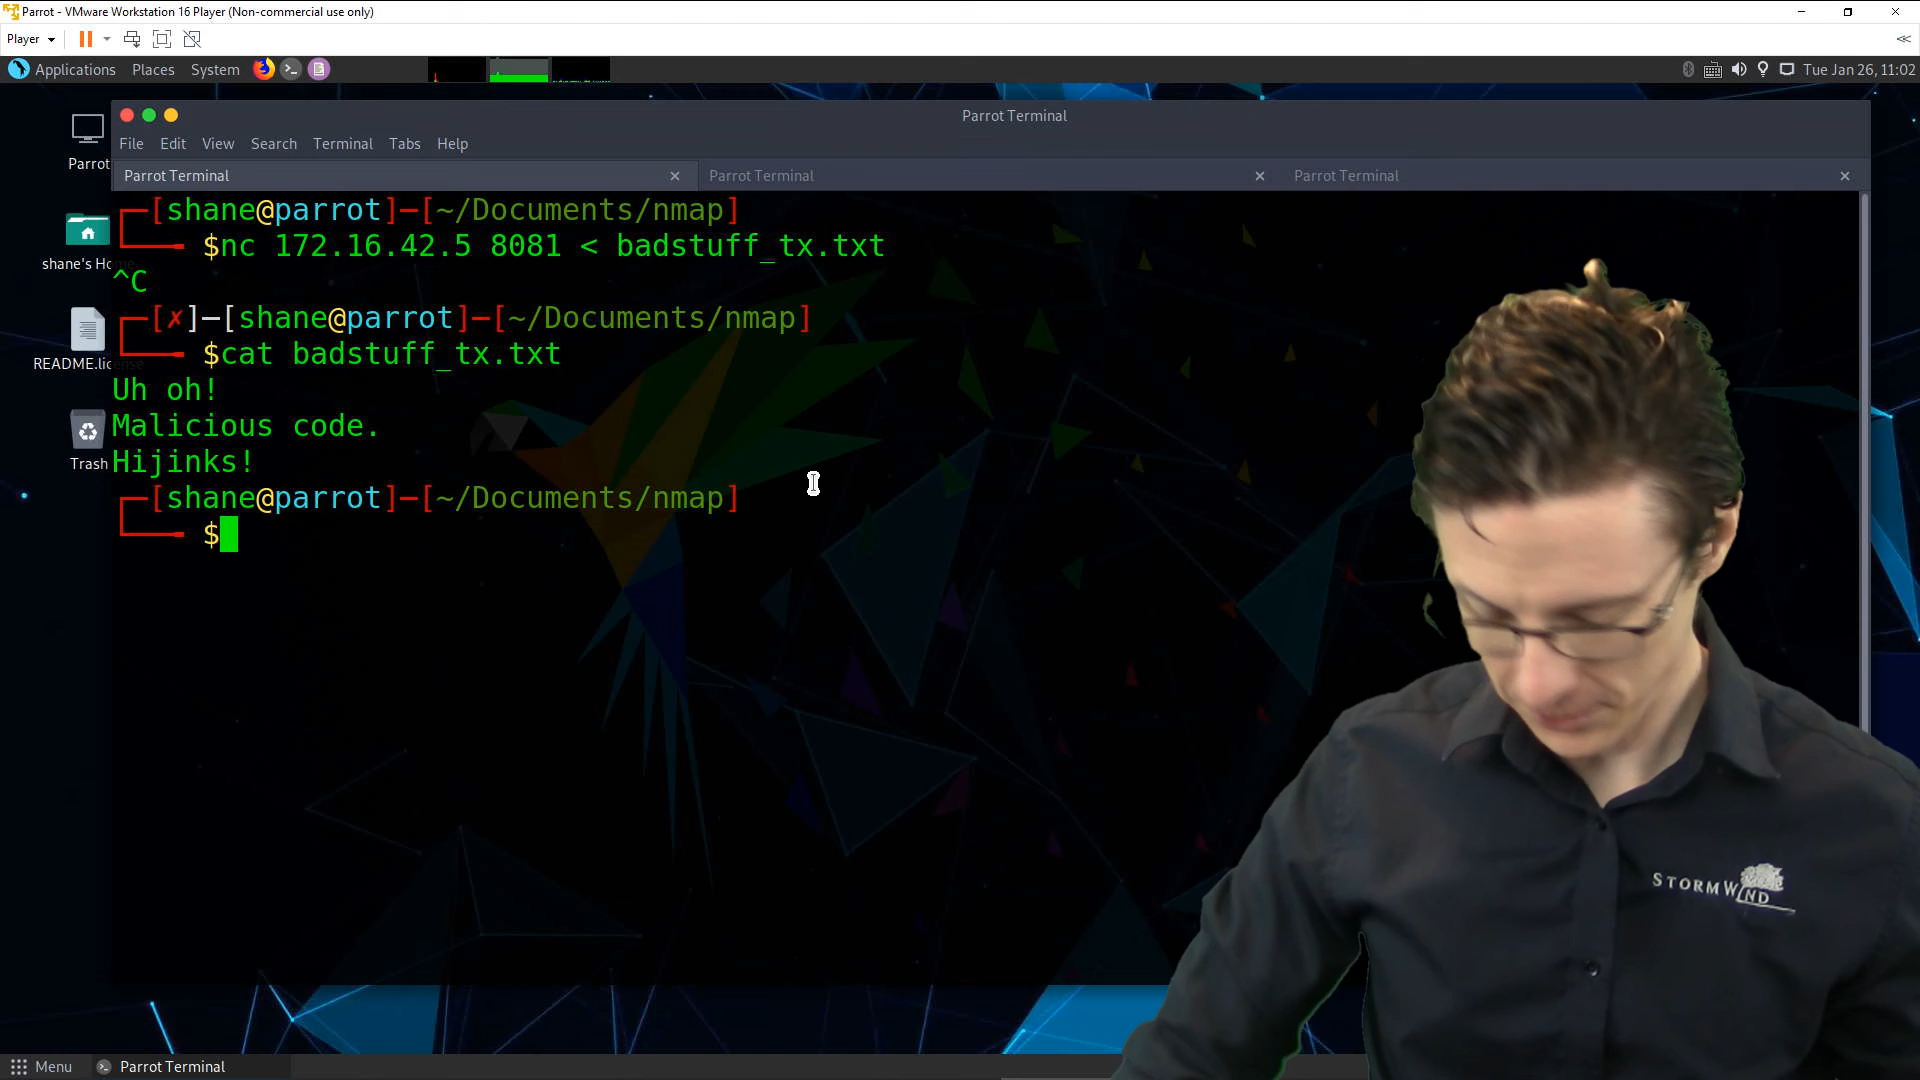 Parrot - VMware Workstation 16 Player (Non-commercial use only)
Player
Applications Places System
Tue Jan 26, 11:02
Parrot Terminal
File Edit View Search Terminal Tabs Help
Parrot Terminal
Parrot Terminal
Parrot Terminal
Parrot
shane's Ho
README.lic
Trash
[shane@parrot]─[~/Documents/nmap]
$nc 172.16.42.5 8081 < badstuff_tx.txt
^C
[✗]─[shane@parrot]─[~/Documents/nmap]
$cat badstuff_tx.txt
Uh oh!
Malicious code.
Hijinks!
[shane@parrot]─[~/Documents/nmap]
$
STORMWIND
Menu
Parrot Terminal